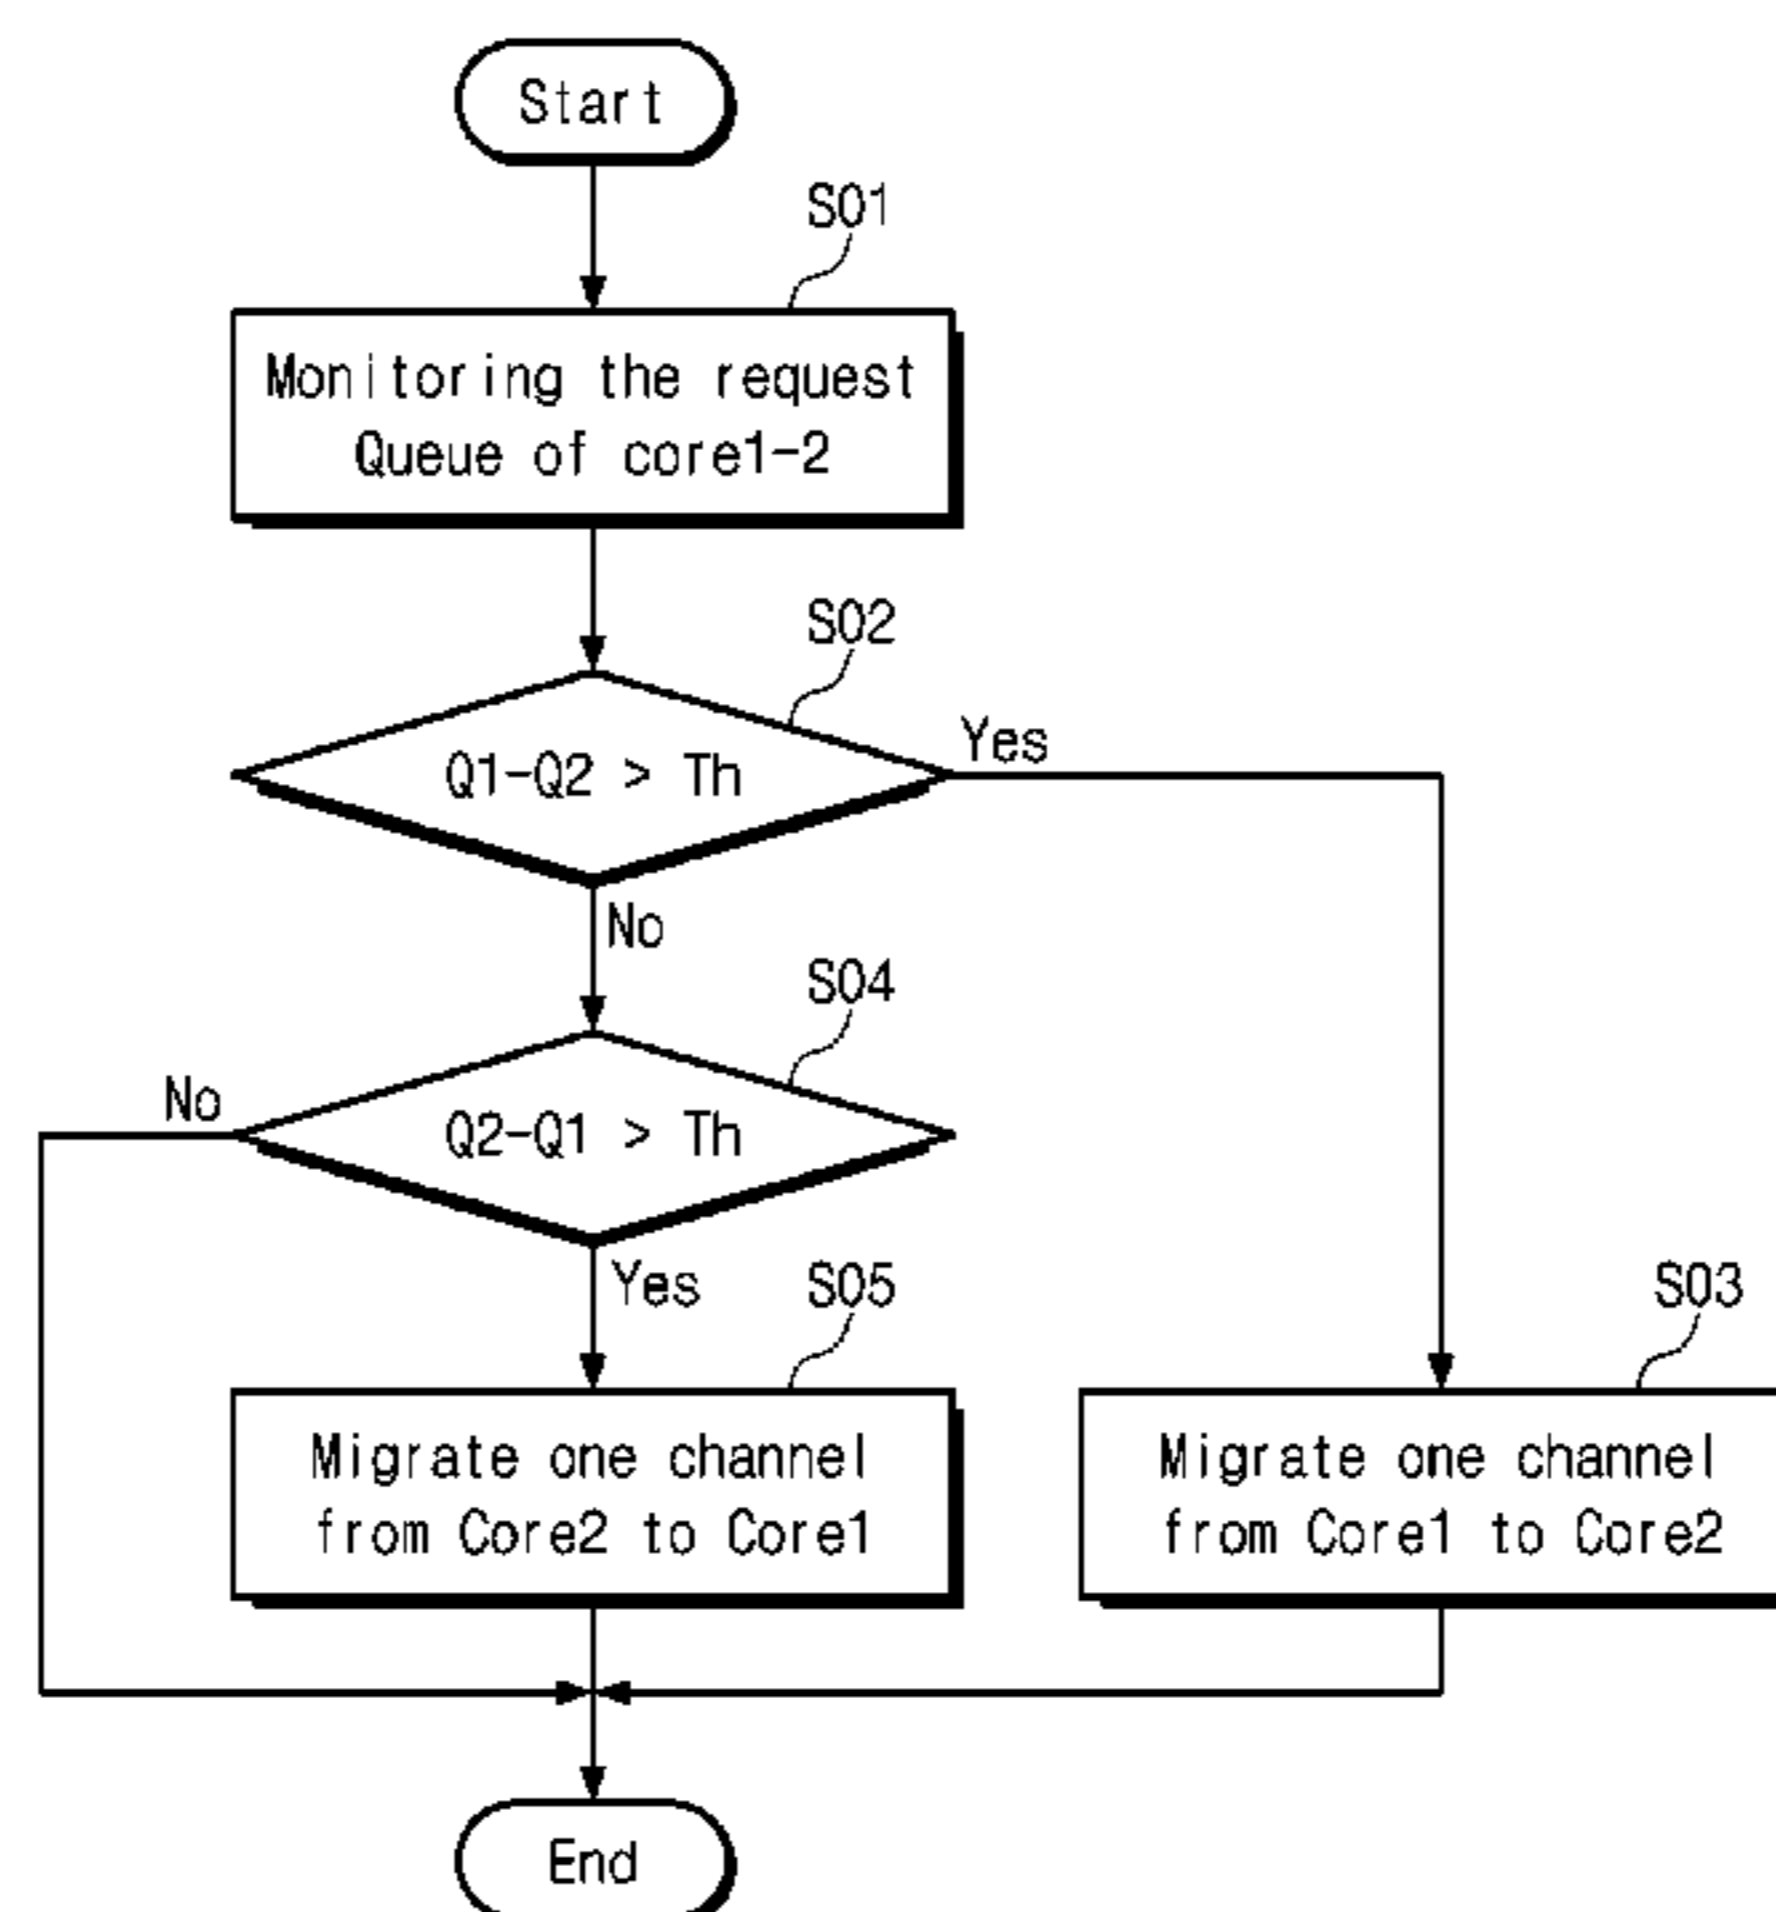 Start
S01
Monitoring the request
Queue of core1-2
S02
Q1-Q2 > Th
Yes
No
S04
No
Q2-Q1 > Th
Yes
S05
S03
Migrate one channel
from Core2 to Core1
Migrate one channel
from Core1 to Core2
End